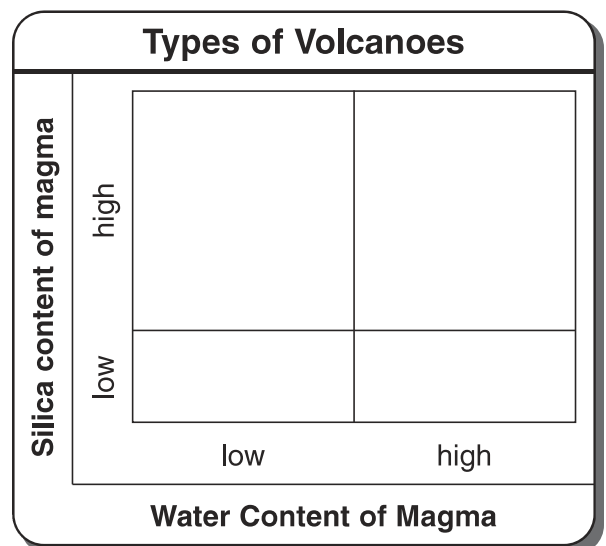 Types of Volcanoes
Silica content of magma
high
low
low high
Water Content of Magma